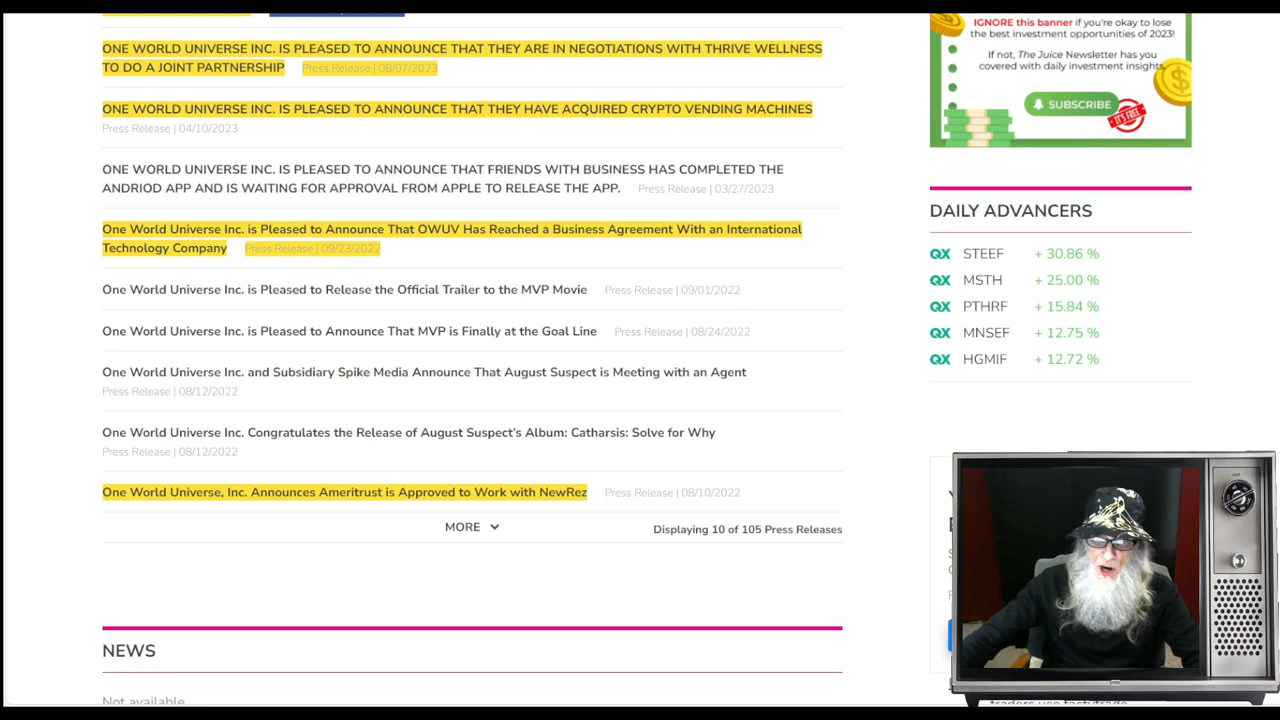 ONE WORLD UNIVERSE INC. IS PLEASED TO ANNOUNCE THAT THEY ARE IN NEGOTIATIONS WITH THRIVE WELLNESS
TO DO A JOINT PARTNERSHIP Press Release | 08/07/2023
ONE WORLD UNIVERSE INC. IS PLEASED TO ANNOUNCE THAT THEY HAVE ACQUIRED CRYPTO VENDING MACHINES
Press Release | 04/10/2023
ONE WORLD UNIVERSE INC. IS PLEASED TO ANNOUNCE THAT FRIENDS WITH BUSINESS HAS COMPLETED THE
ANDRIOD APP AND IS WAITING FOR APPROVAL FROM APPLE TO RELEASE THE APP. Press Release | 03/27/2023
One World Universe Inc. is Pleased to Announce That OWUV Has Reached a Business Agreement With an International
Technology Company Press Release | 09/23/2022
One World Universe Inc. is Pleased to Release the Official Trailer to the MVP Movie Press Release | 09/01/2022
One World Universe Inc. is Pleased to Announce That MVP is Finally at the Goal Line Press Release | 08/24/2022
One World Universe Inc. and Subsidiary Spike Media Announce That August Suspect is Meeting with an Agent
Press Release | 08/12/2022
One World Universe Inc. Congratulates the Release of August Suspect's Album: Catharsis: Solve for Why
Press Release | 08/12/2022
One World Universe, Inc. Announces Ameritrust is Approved to Work with NewRez Press Release | 08/10/2022
MORE Displaying 10 of 105 Press Releases
NEWS
Not available
IGNORE this banner if you're okay to lose
the best investment opportunities of 2023!
If not, The Juice Newsletter has you
covered with daily investment insights.
SUBSCRIBE
IT'S FREE
DAILY ADVANCERS
QX STEEF + 30.86 %
QX MSTH + 25.00 %
QX PTHRF + 15.84 %
QX MNSEF + 12.75 %
QX HGMIF + 12.72 %
traders use tastytrade